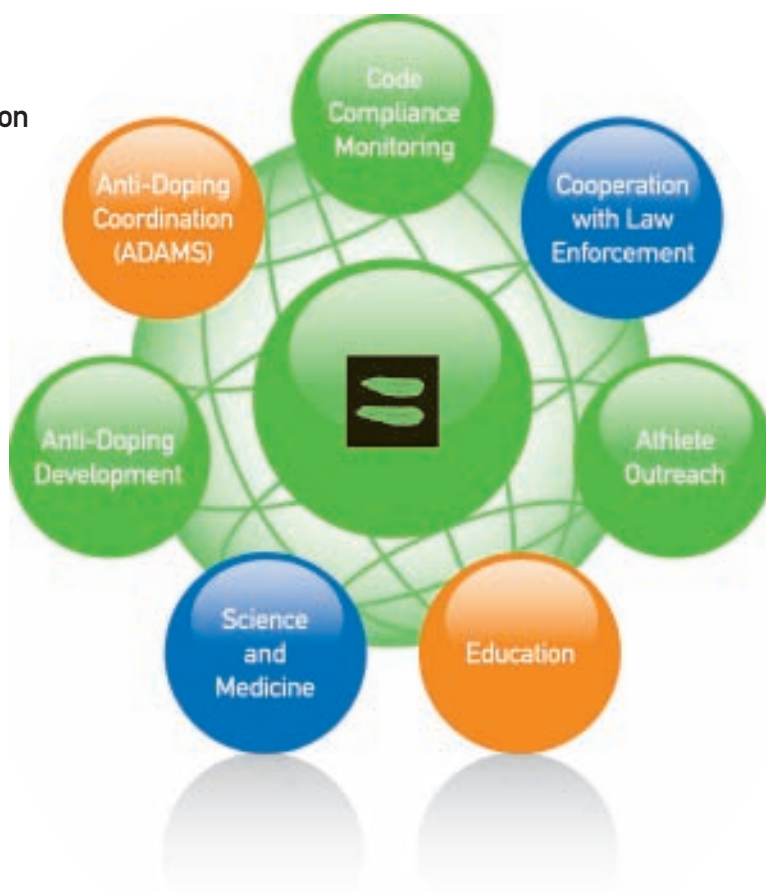 on
Code
Compliance
Monitoring
Anti-Doping
Coordination
(ADAMS)
Cooperation
with Law
Enforcement
Anti-Doping
Development
Athlete
Outreach
Science
and
Medicine
Education